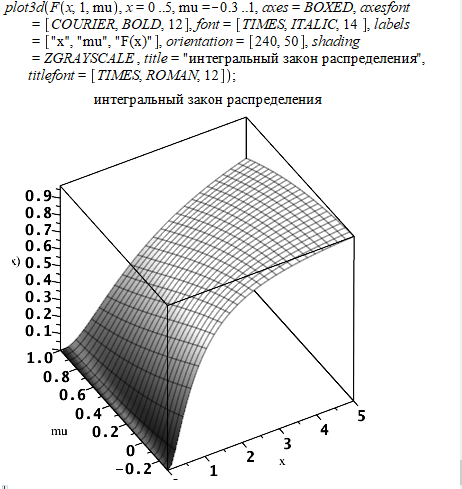 plot3d(F(x, 1, mu), x = 0 ..5, mu =−0.3 ..1, axes = BOXED, axesfont
= [COURIER, BOLD, 12], font = [TIMES, ITALIC, 14 ], labels
= ["x", "mu", "F(x)" ], orientation = [240, 50], shading
= ZGRAYSCALE , title = "интегральный закон распределения",
titlefont = [TIMES, ROMAN, 12]);
интегральный закон распределения
0.9
0.8
0.7
0.6
x) 0.5
0.4
0.3
0.2
0.1
1.0
0.8
0.6
0.4
mu 0.2
0
−0.2
1
2
3
4
5
x